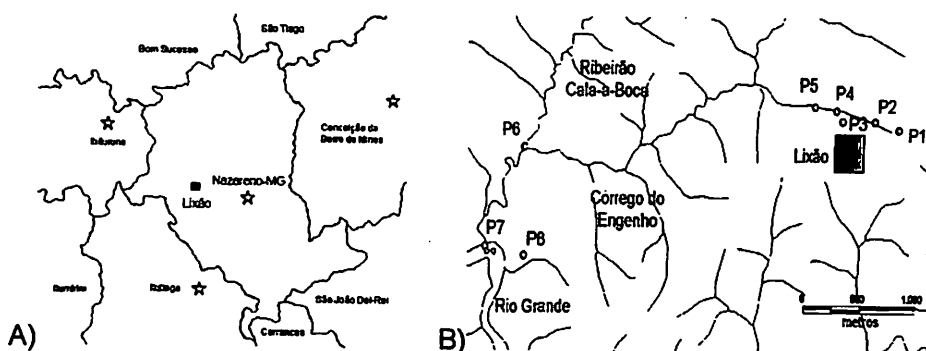 A)
São Tiago
Bom Sucesso
Ibituruna
Conceição da
Barra de Minas
Nazareno-MG
Lixão
Itutinga
São João Del-Rei
Carrancas
B)
Ribeirão
Cala-a-Boca
P5
P4
P2
P3
P1
Lixão
P6
Córrego do
Engenho
P7
P8
Rio Grande
0
500
1.000
metros